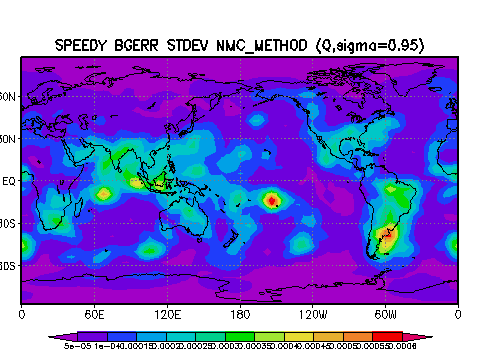 SPEEDY BGERR STDEV NMC_METHOD (Q,sigma=0.95)
60N
30N
EQ
30S
60S
0 60E 120E 180 120W 60W 0
5e-05 1e-04 0.00015 0.0002 0.00025 0.0003 0.00035 0.0004 0.00045 0.0005 0.00055 0.0006